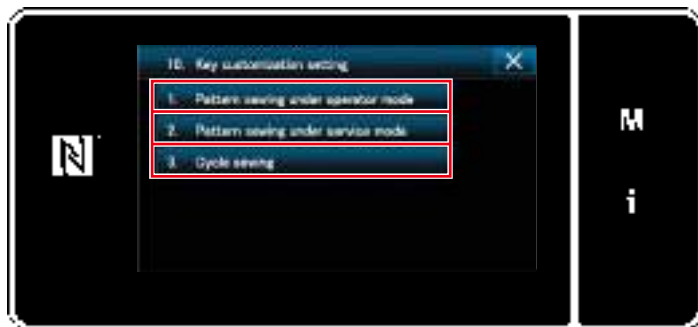 10. Key customization setting X
1. Pattern sewing under operator mode
2. Pattern sewing under service mode
3. Cycle sewing
N
M
i